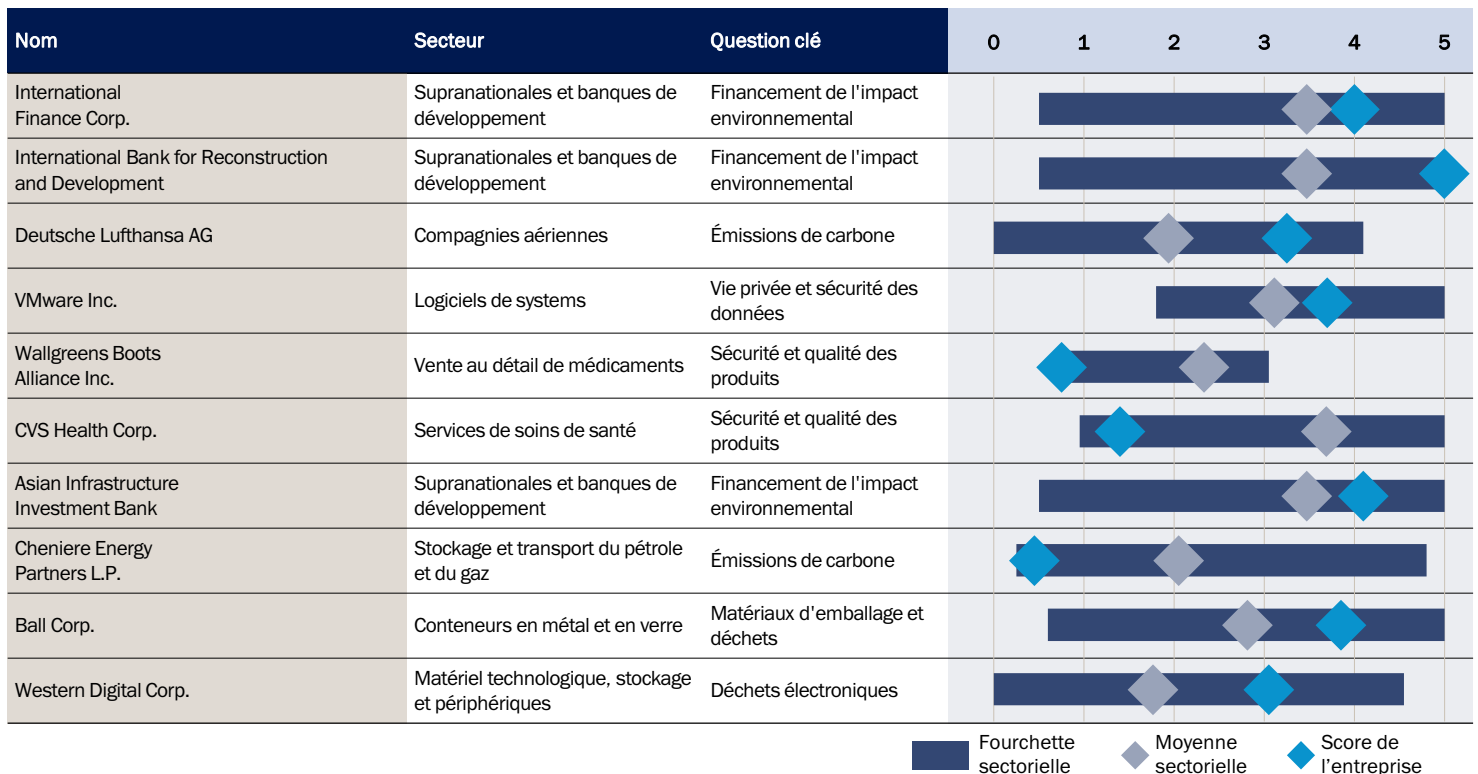 Nom Secteur Question clé 0 1 2 3 4 5
International
Finance Corp.
Supranationales et banques de
développement
Financement de l'impact
environnemental
International Bank for Reconstruction
and Development
Supranationales et banques de
développement
Financement de l'impact
environnemental
Deutsche Lufthansa AG
Compagnies aériennes
Émissions de carbone
VMware Inc.
Logiciels de systems
Vie privée et sécurité des
données
Wallgreens Boots
Alliance Inc.
Vente au détail de médicaments
Sécurité et qualité des
produits
CVS Health Corp.
Services de soins de santé
Sécurité et qualité des
produits
Asian Infrastructure
Investment Bank
Supranationales et banques de
développement
Financement de l'impact
environnemental
Cheniere Energy
Partners L.P.
Stockage et transport du pétrole
et du gaz
Émissions de carbone
Ball Corp.
Conteneurs en métal et en verre
Matériaux d'emballage et
déchets
Western Digital Corp.
Matériel technologique, stockage
et périphériques
Déchets électroniques
Fourchette
sectorielle
Moyenne
sectorielle
Score de
l'entreprise